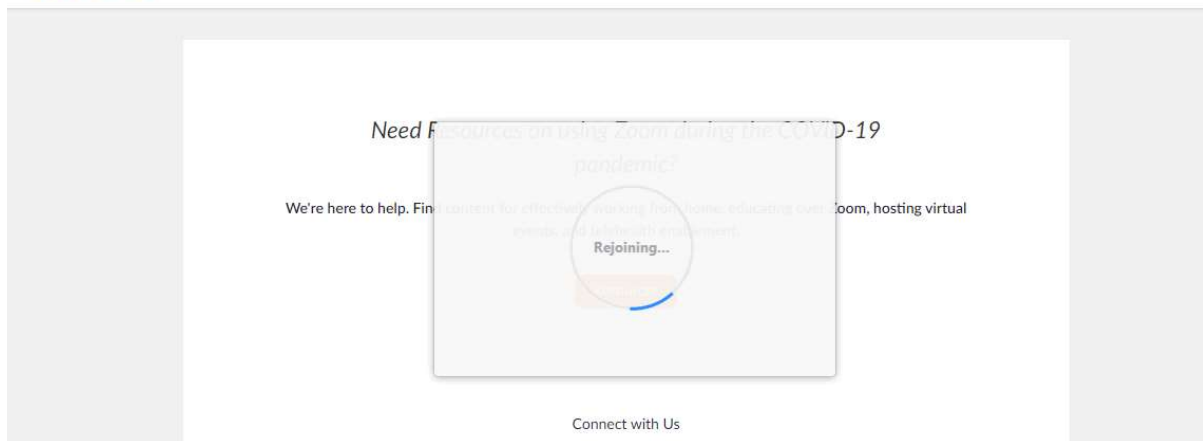 Need Resources on using Zoom during the COVID-19
pandemic?
We're here to help. Find content for effectively working from home, educating over Zoom, hosting virtual
events, and telehealth enablement.
Rejoining...
Connect with Us